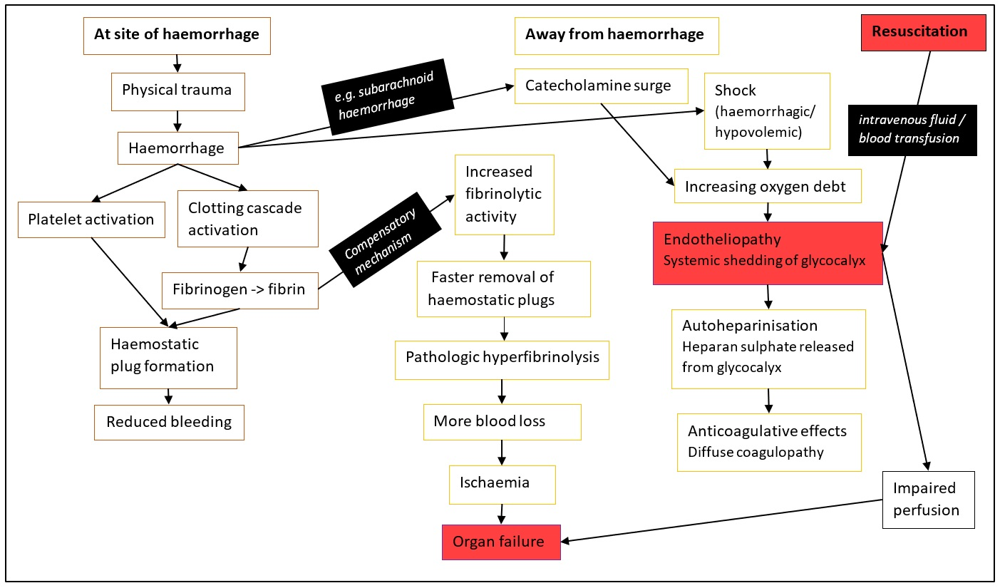 At site of haemorrhage
Physical trauma
Haemorrhage
Platelet activation
Clotting cascade
activation
Fibrinogen -> fibrin
Haemostatic
plug formation
Reduced bleeding
e.g. subarachnoid
haemorrhage
Compensatory
mechanism
Away from haemorrhage
Catecholamine surge
Shock
(haemorrhagic/
hypovolemic)
Increased
fibrinolytic
activity
Faster removal of
haemostatic plugs
Pathologic hyperfibrinolysis
More blood loss
Ischaemia
Organ failure
Increasing oxygen debt
Endotheliopathy
Systemic shedding of glycocalyx
Autoheparinisation
Heparan sulphate released
from glycocalyx
Anticoagulative effects
Diffuse coagulopathy
Resuscitation
intravenous fluid /
blood transfusion
Impaired
perfusion